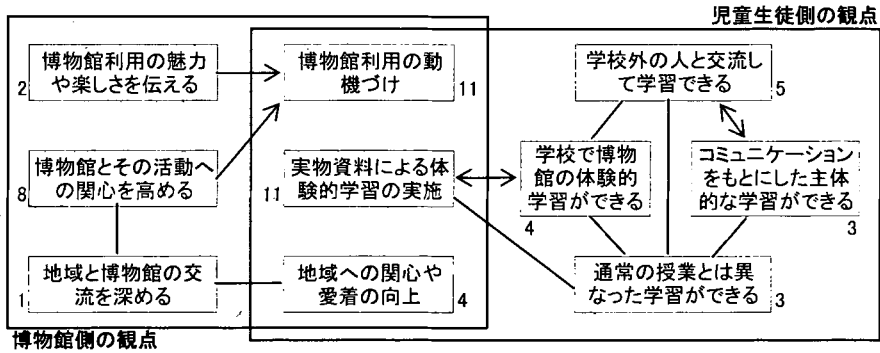 児童生徒側の観点
博物館利用の魅力
や楽しさを伝える
2
博物館利用の動
機づけ
11
学校外の人と交流し
て学習できる
5
博物館とその活動へ
の関心を高める
8
実物資料による体
験的学習の実施
11
学校で博物
館の体験的
学習ができる
4
コミュニケーション
をもとにした主体
的な学習ができる
3
地域と博物館の交
流を深める
1
地域への関心や
愛着の向上
4
通常の授業とは異
なった学習ができる
3
博物館側の観点